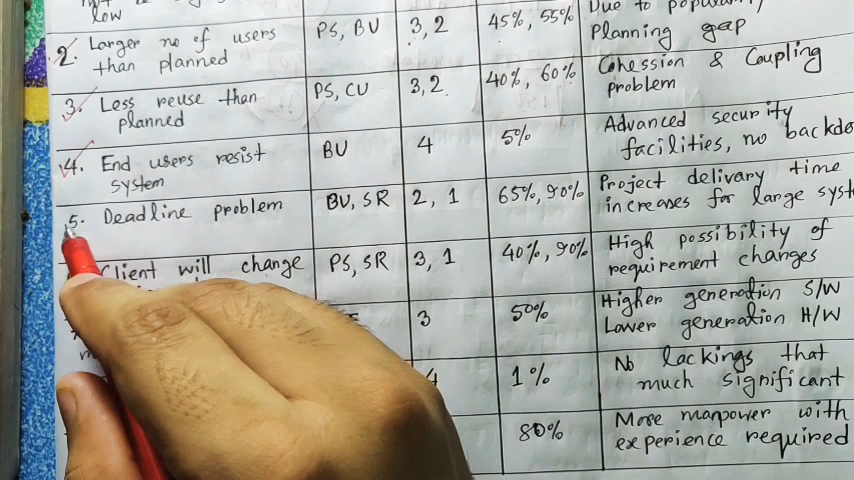 low
Due to popularity
Planning gap
2. Larger no of users
than planned
PS, BU
3, 2
45%, 55%
3. Less reuse than
planned
PS, CU
3, 2
40%, 60%
Cohession & Coupling
problem
4. End users resist
system
BU
4
5%
Advanced security
facilities, no backdo
5. Deadline problem
BU, SR
2, 1
65%, 90%
Project delivary time
increases for large syst
Client will change
PS, SR
3, 1
40%, 90%
High possibility of
requirement changes
3
50%
Higher generation S/W
Lower generation H/W
4
1%
No lackings that
much significant
80%
More manpower with
experience required